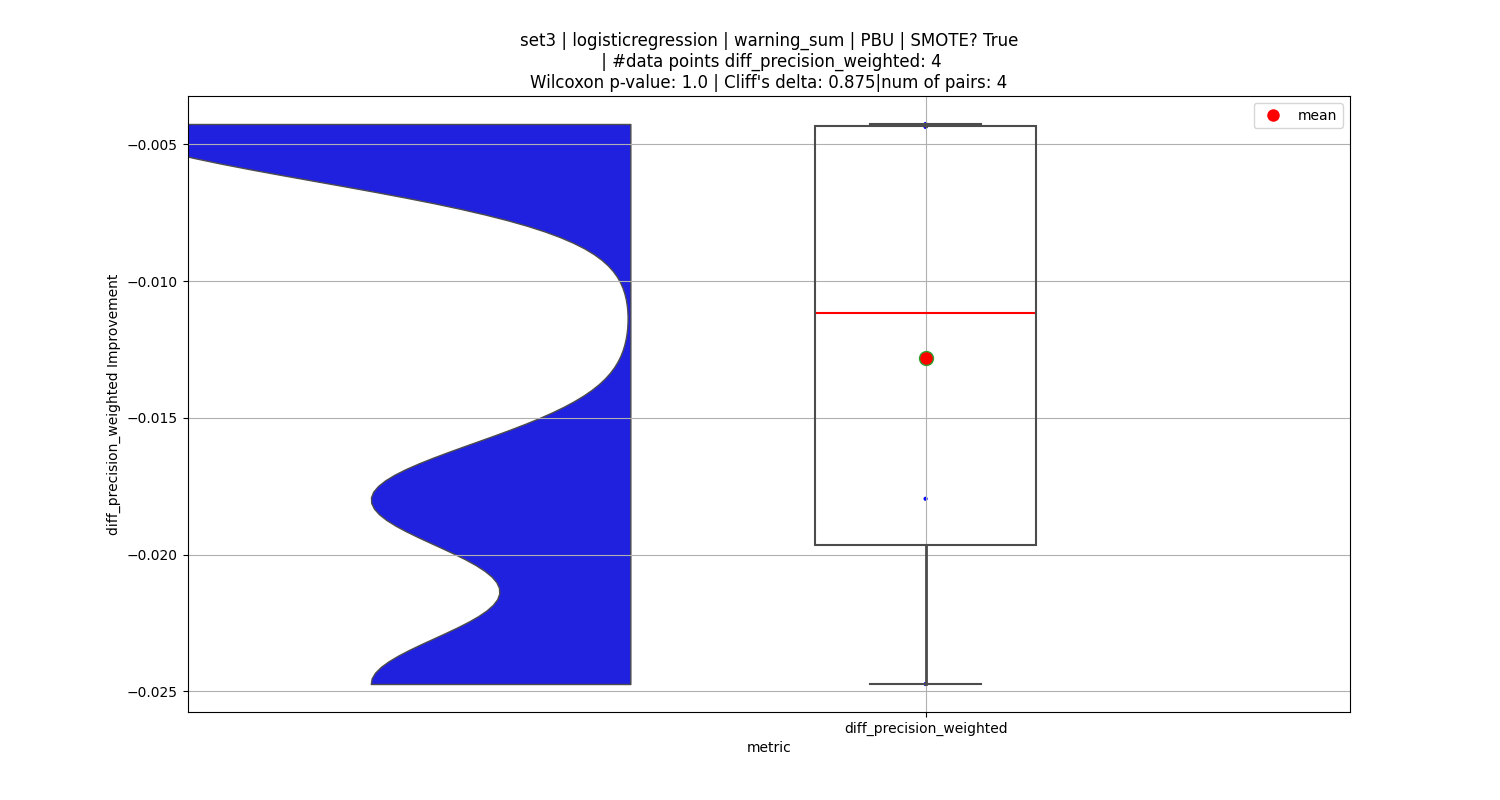 set3 | logisticregression | warning_sum | PBU | SMOTE? True
| #data points diff_precision_weighted: 4
Wilcoxon p-value: 1.0 | Cliff's delta: 0.875|num of pairs: 4
mean
−0.005
−0.010
−0.015
−0.020
−0.025
diff_precision_weighted Improvement
diff_precision_weighted
metric